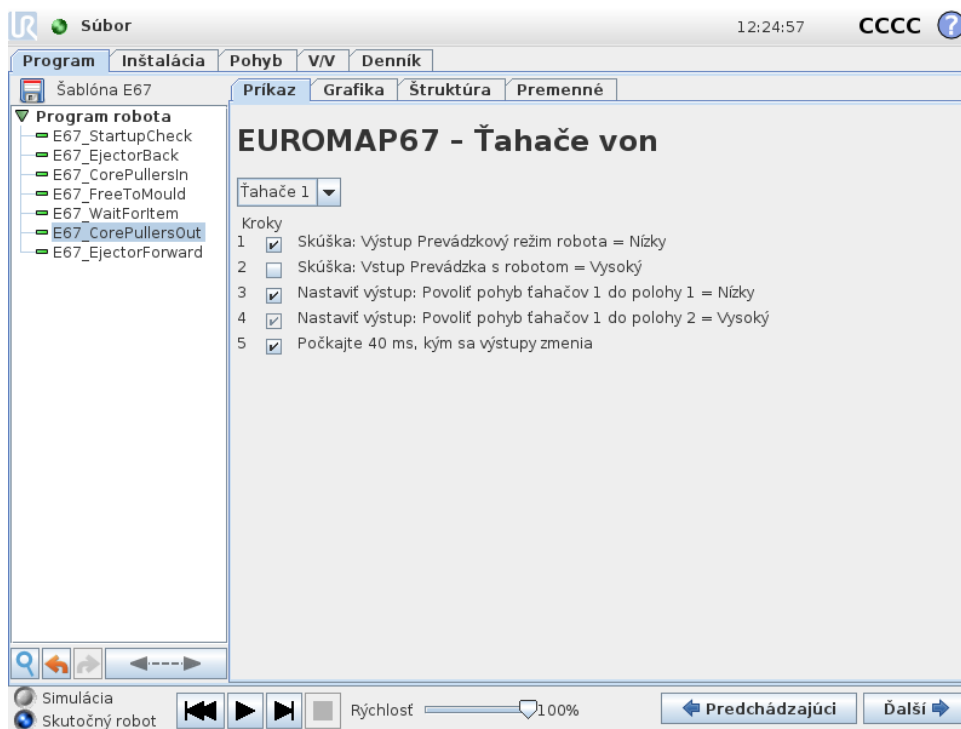 UR Súbor 12:24:57 CCCC ?
Program Inštalácia Pohyb V/V Denník
Šablóna E67 Príkaz Grafika Štruktúra Premenné
Program robota
E67_StartupCheck
E67_EjectorBack
E67_CorePullersIn
E67_FreeToMould
E67_WaitForItem
E67_CorePullersOut
E67_EjectorForward
EUROMAP67 – Ťahače von
Ťahače 1
Kroky
1 Skúška: Výstup Prevádzkový režim robota = Nízky
2 Skúška: Vstup Prevádzka s robotom = Vysoký
3 Nastaviť výstup: Povoliť pohyb ťahačov 1 do polohy 1 = Nízky
4 Nastaviť výstup: Povoliť pohyb ťahačov 1 do polohy 2 = Vysoký
5 Počkajte 40 ms, kým sa výstupy zmenia
Simulácia
Skutočný robot
Rýchlosť 100%
Predchádzajúci Ďalší